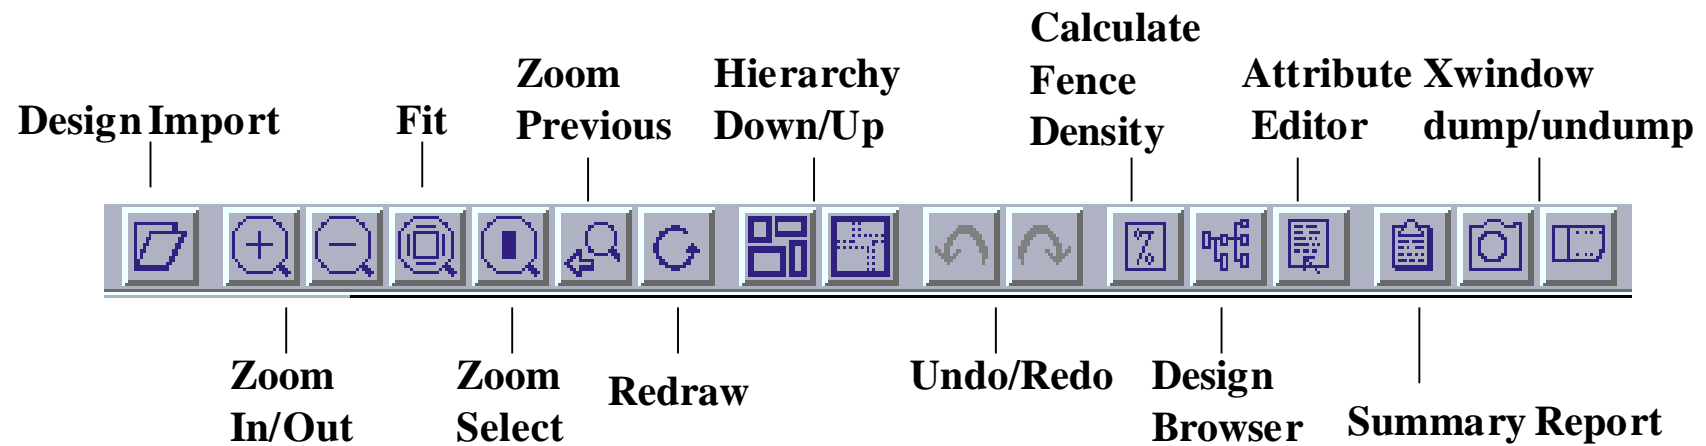 Design Import
Fit
Zoom
Previous
Hierarchy
Down/Up
Calculate
Fence
Density
Attribute
Editor
Xwindow
dump/undump
%
Zoom
In/Out
Zoom
Select
Redraw
Undo/Redo
Design
Browser
Summary Report